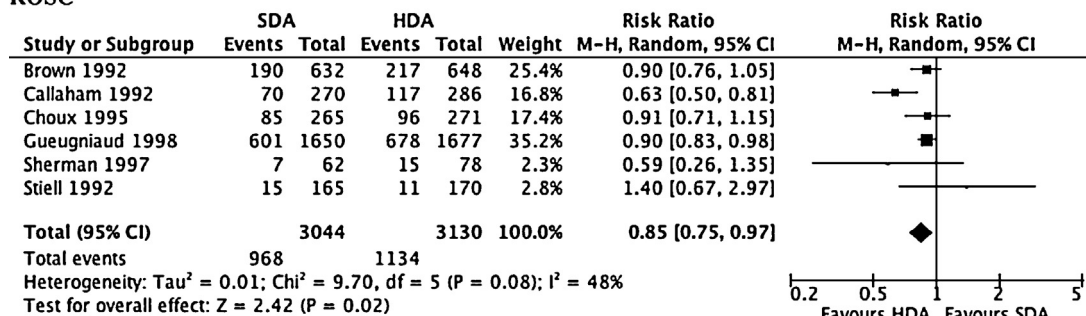 ROSC
SDA HDA Risk Ratio Risk Ratio
Study or Subgroup Events Total Events Total Weight M-H, Random, 95% CI M-H, Random, 95% CI
Brown 1992 190 632 217 648 25.4% 0.90 [0.76, 1.05]
Callaham 1992 70 270 117 286 16.8% 0.63 [0.50, 0.81]
Choux 1995 85 265 96 271 17.4% 0.91 [0.71, 1.15]
Gueugniaud 1998 601 1650 678 1677 35.2% 0.90 [0.83, 0.98]
Sherman 1997 7 62 15 78 2.3% 0.59 [0.26, 1.35]
Stiell 1992 15 165 11 170 2.8% 1.40 [0.67, 2.97]
Total (95% CI) 3044 3130 100.0% 0.85 [0.75, 0.97]
Total events 968 1134
Heterogeneity: Tau² = 0.01; Chi² = 9.70, df = 5 (P = 0.08); I² = 48%
Test for overall effect: Z = 2.42 (P = 0.02)
0.2 0.5 1 2 5
Favours HDA Favours SDA